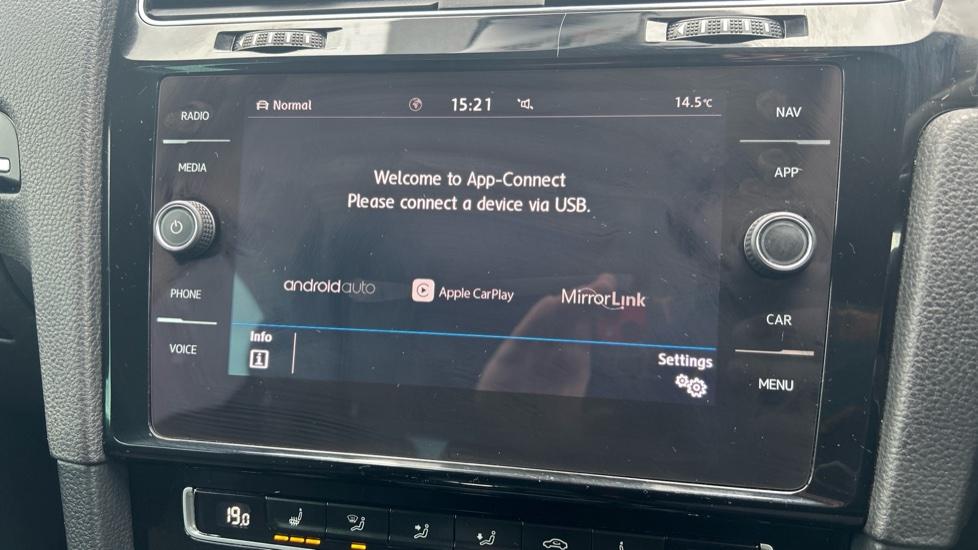 RADIO
MEDIA
PHONE
VOICE
Normal
15:21
14.5°C
Welcome to App-Connect
Please connect a device via USB.
androidauto
Apple CarPlay
MirrorLink
Info
Settings
NAV
APP
CAR
MENU
19.0